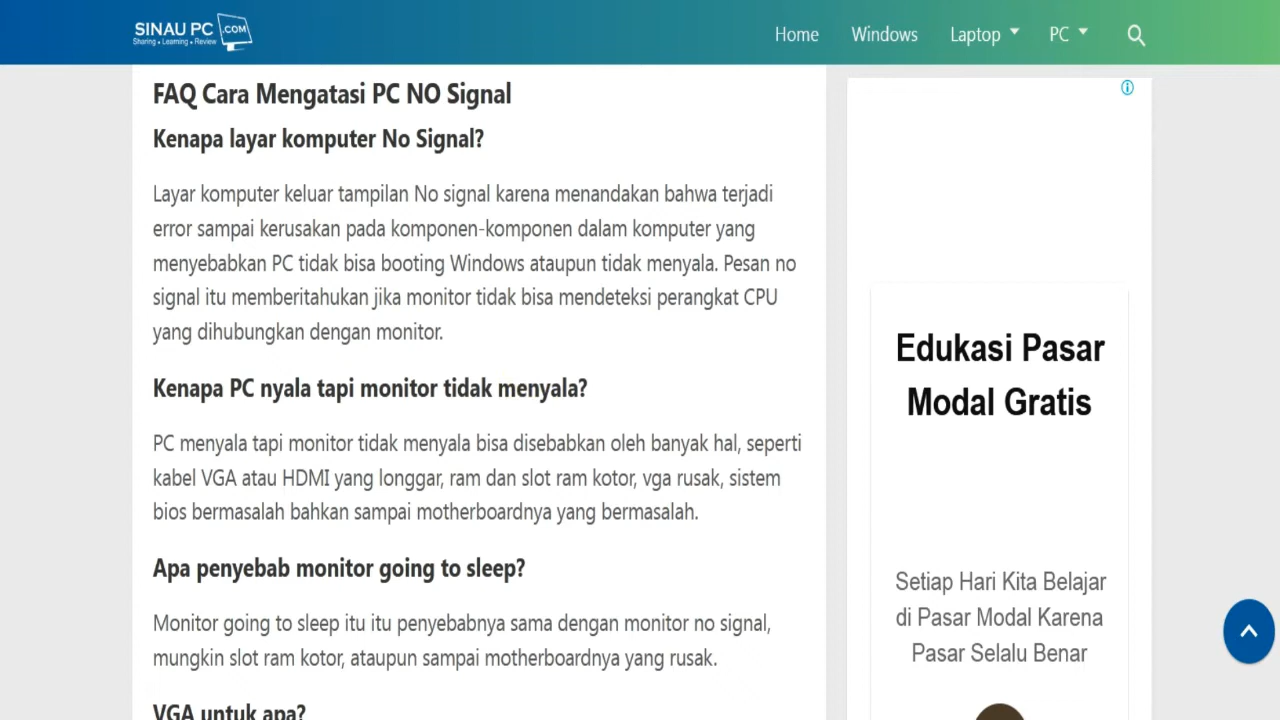 SINAU PC .COM
Sharing • Learning • Review
Home
Windows
Laptop
PC
FAQ Cara Mengatasi PC NO Signal
Kenapa layar komputer No Signal?
Layar komputer keluar tampilan No signal karena menandakan bahwa terjadi
error sampai kerusakan pada komponen-komponen dalam komputer yang
menyebabkan PC tidak bisa booting Windows ataupun tidak menyala. Pesan no
signal itu memberitahukan jika monitor tidak bisa mendeteksi perangkat CPU
yang dihubungkan dengan monitor.
Kenapa PC nyala tapi monitor tidak menyala?
PC menyala tapi monitor tidak menyala bisa disebabkan oleh banyak hal, seperti
kabel VGA atau HDMI yang longgar, ram dan slot ram kotor, vga rusak, sistem
bios bermasalah bahkan sampai motherboardnya yang bermasalah.
Apa penyebab monitor going to sleep?
Monitor going to sleep itu itu penyebabnya sama dengan monitor no signal,
mungkin slot ram kotor, ataupun sampai motherboardnya yang rusak.
VGA untuk apa?
Edukasi Pasar
Modal Gratis
Setiap Hari Kita Belajar
di Pasar Modal Karena
Pasar Selalu Benar